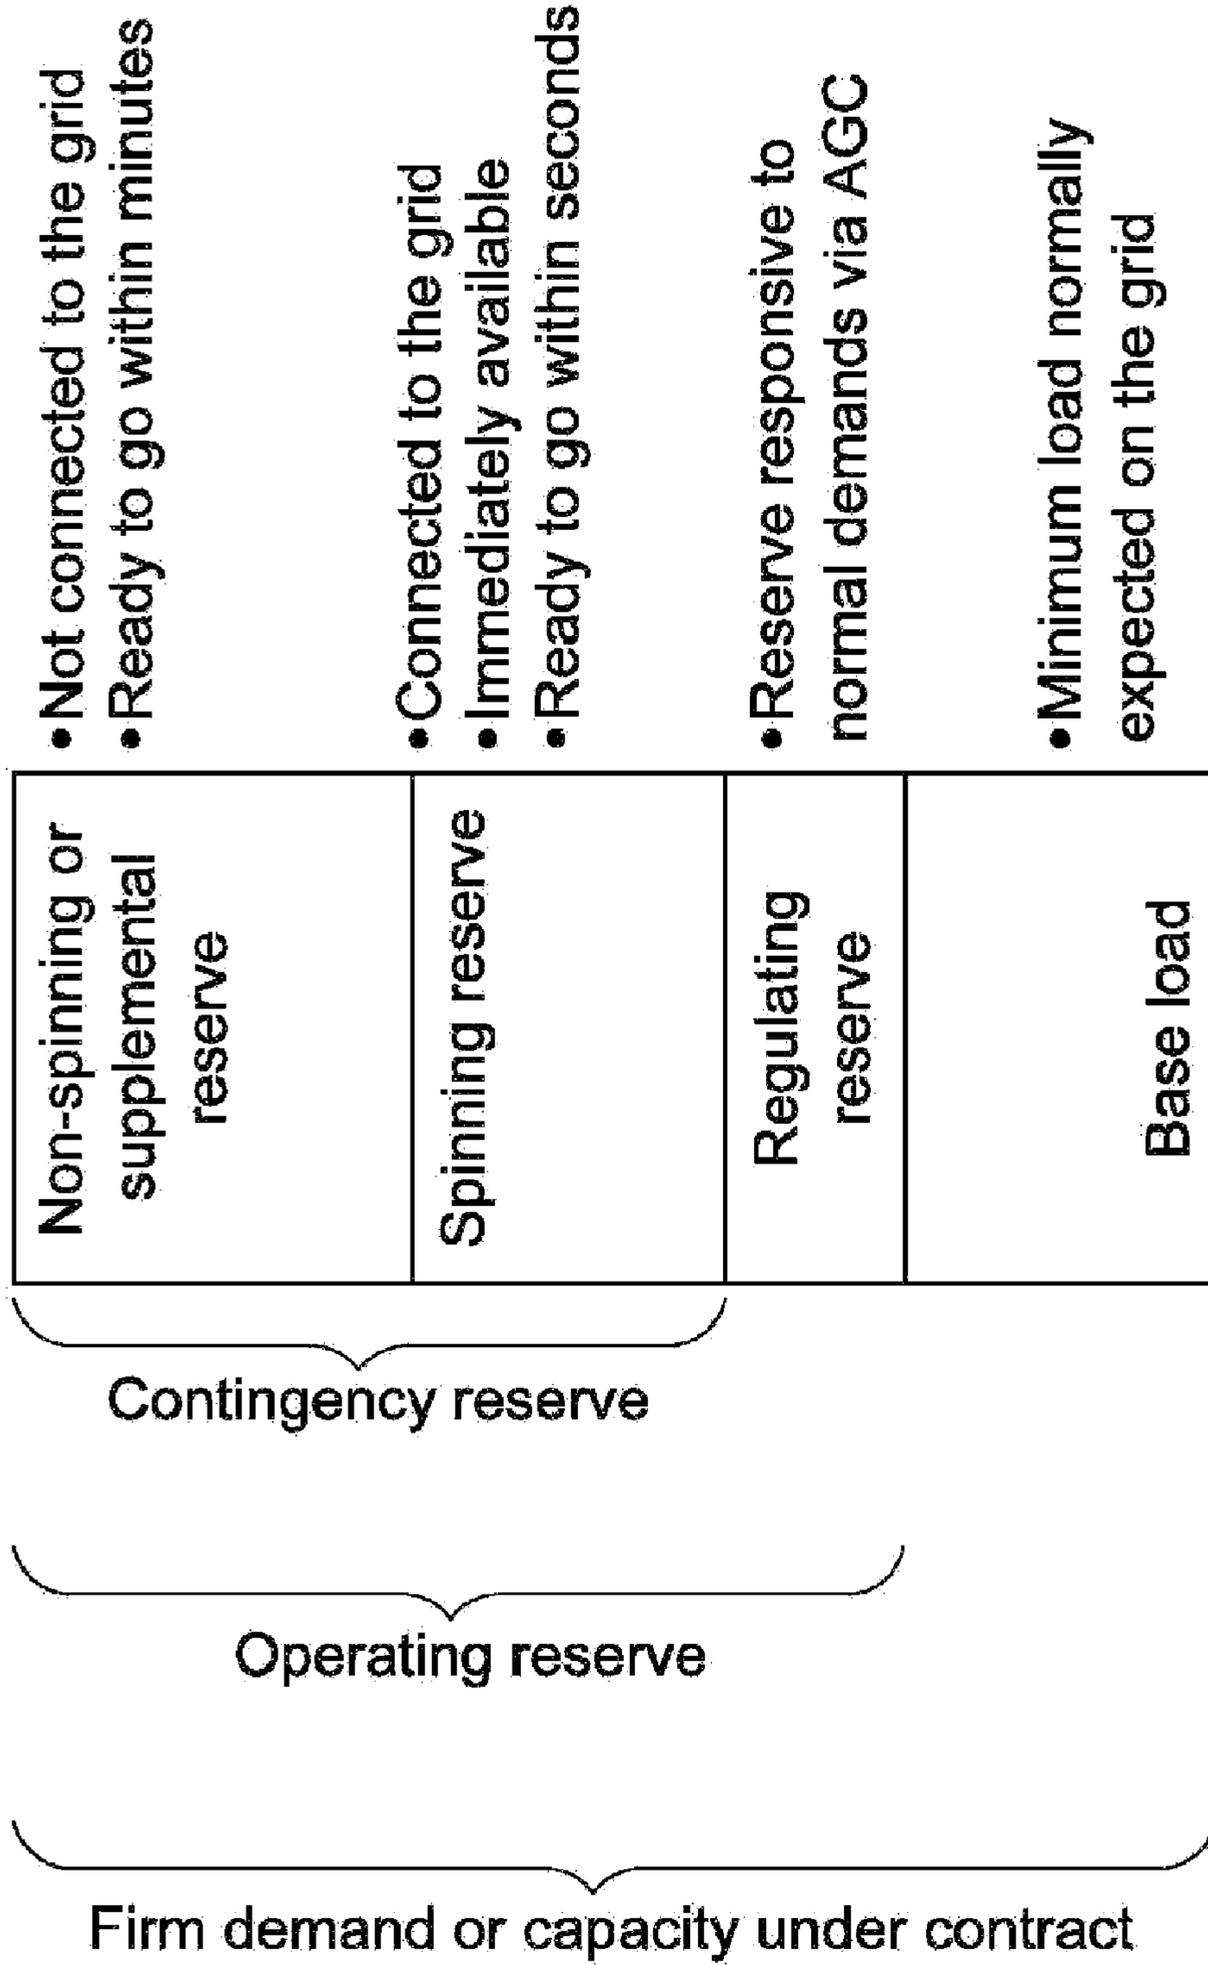 Non-spinning or
supplemental
reserve
•Not connected to the grid
•Ready to go within minutes
Spinning reserve
•Connected to the grid
•Immediately available
•Ready to go within seconds
Regulating
reserve
•Reserve responsive to
normal demands via AGC
Base load
•Minimum load normally
expected on the grid
Contingency reserve
Operating reserve
Firm demand or capacity under contract